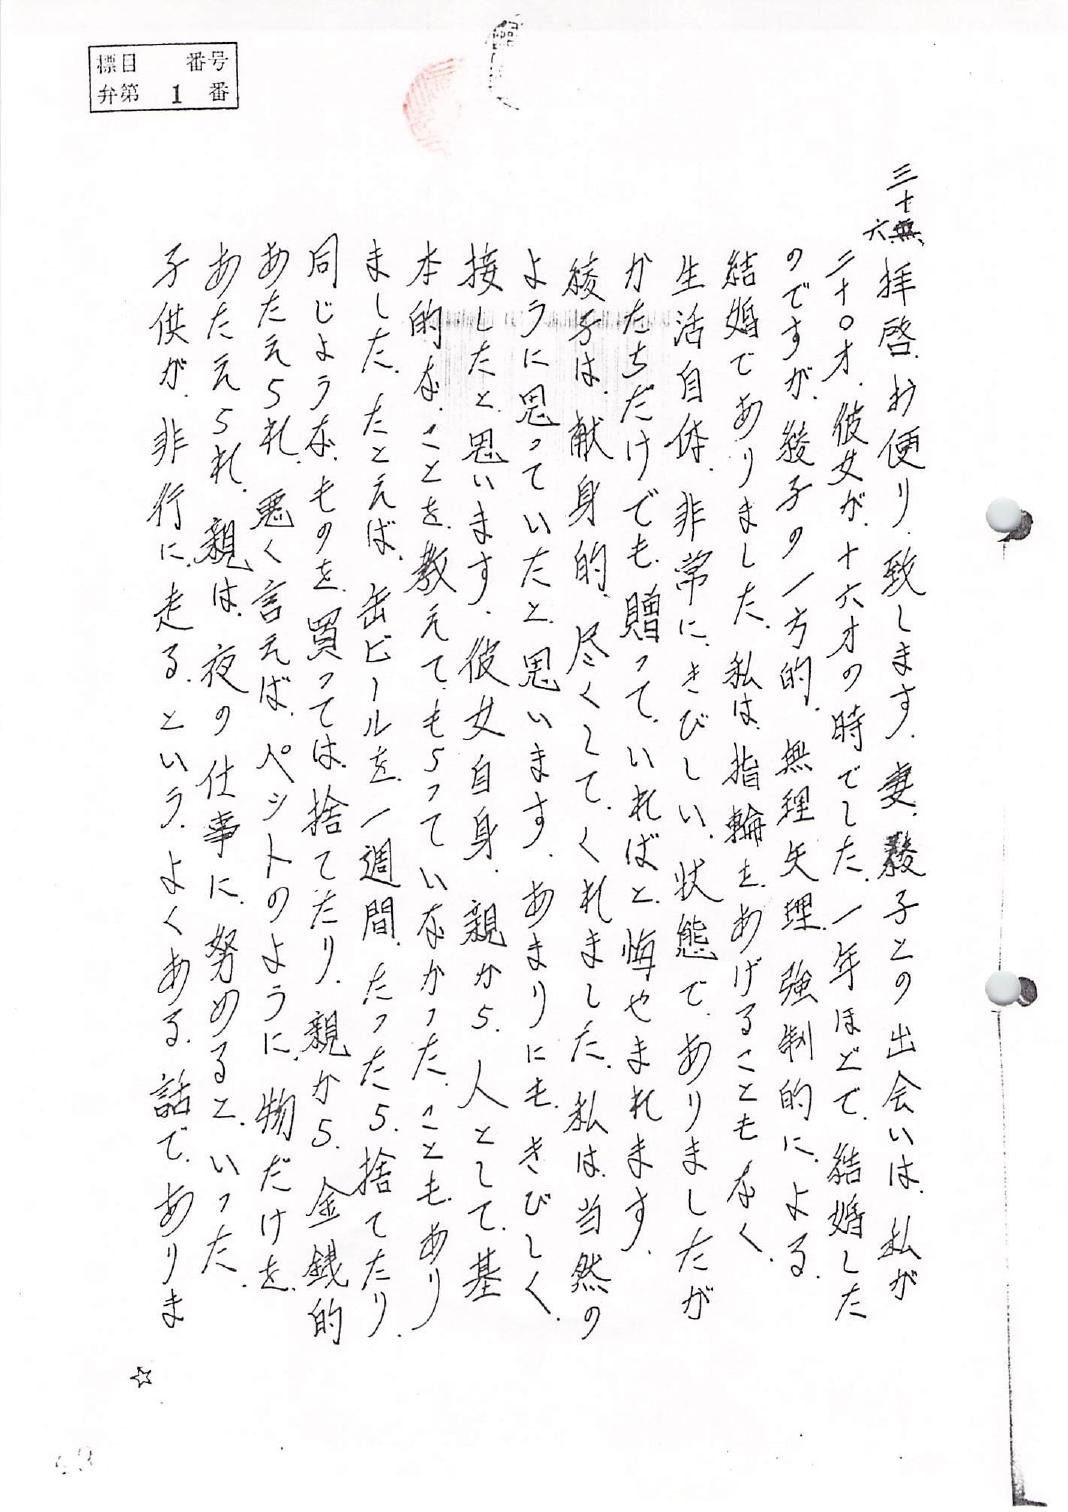 標目 番号
弁第 1 番
三十六
拝啓、お便り、致します。妻、綾子との出会いは、私が
二十〇才、彼女が、十六才の時でした。一年ほどで、結婚した
のですが、綾子の一方的、無理矢理、強制的に、よる、
結婚でありました。私は、指輪を、あげることもなく、
生活自体、非常に、きびしい、状態で、ありましたが
かたちだけでも、贈って、いればと、悔やまれます。
綾子は、献身的、尽くして、くれました。私は、当然の
ように思っていたと、思います。あまりにも、きびしく、
接したと、思います。彼女自身、親から、人として、基
本的な、ことを、教えて、もらっていなかった、ことも、あり
ました。たとえば、缶ビールを、一週間、たったら、捨てたり、
同じような、ものを、買っては、捨てたり、親から、金銭的
あたえられ、悪く言えば、ペットのように、物だけを、
あたえられ、親は、夜の仕事に、努めると、いった、
子供が、非行に、走る、という、よくある、話で、ありま
☆